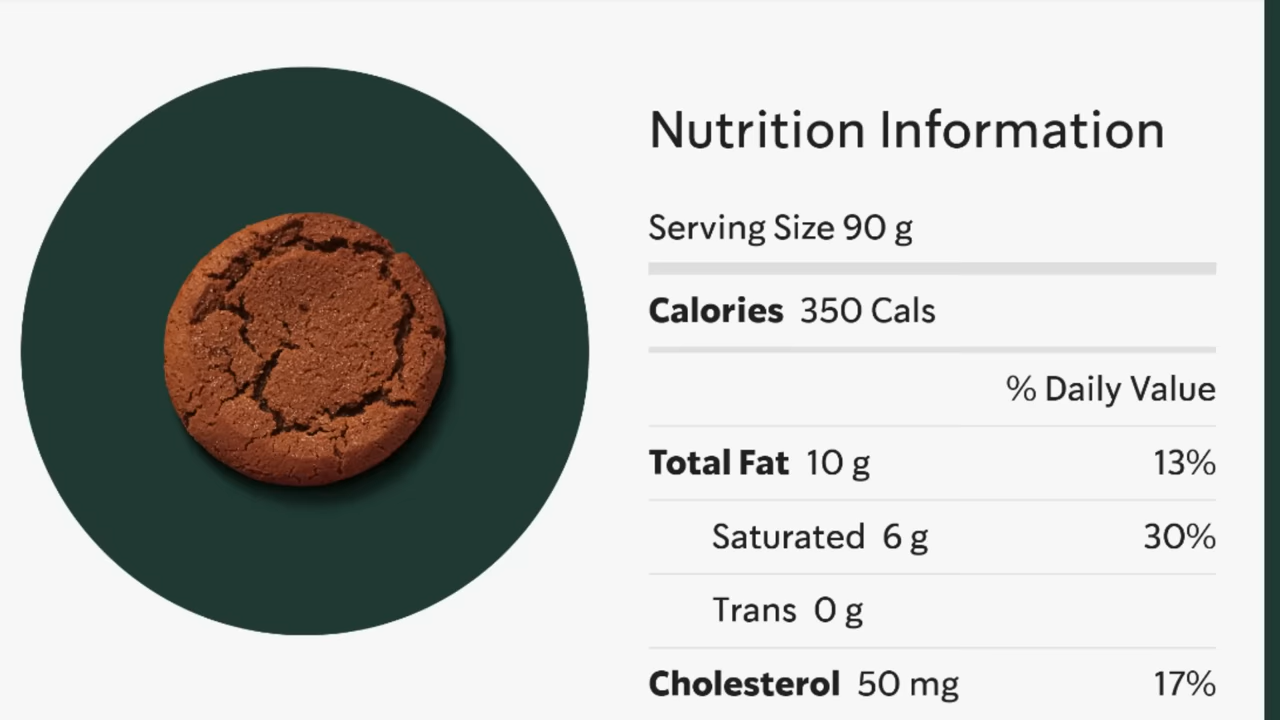 Nutrition Information
Serving Size 90 g
Calories 350 Cals
% Daily Value
Total Fat 10 g 13%
Saturated 6 g 30%
Trans 0 g
Cholesterol 50 mg 17%